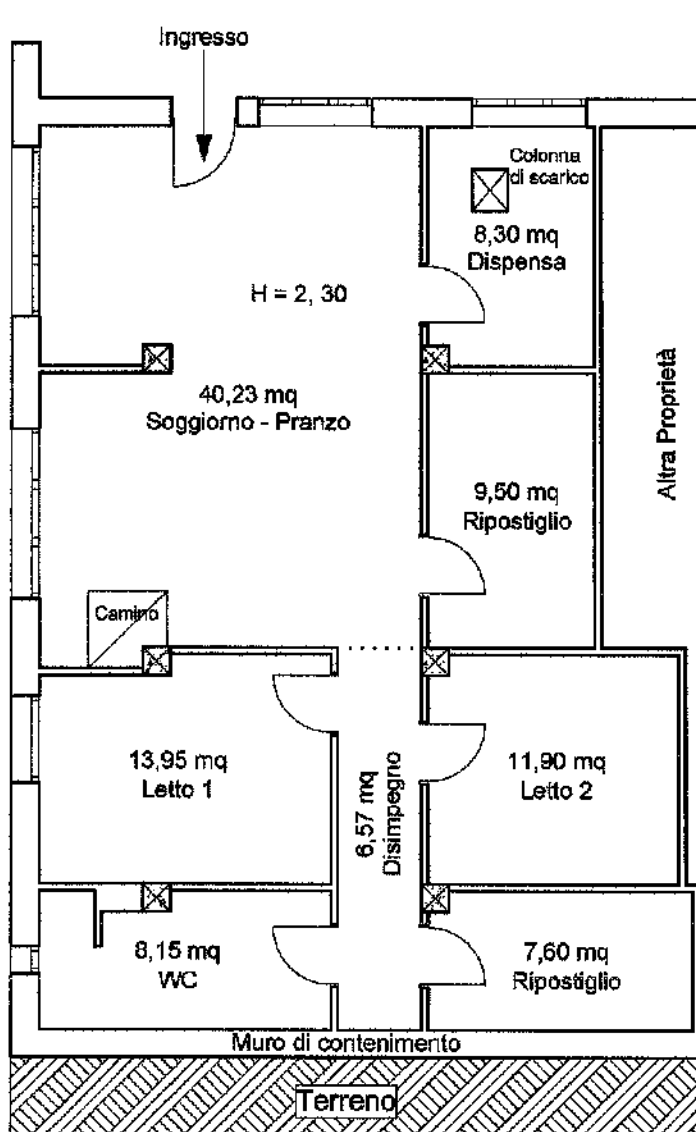 Ingresso
Colonna
di scarico
8,30 mq
Dispensa
H = 2, 30
40,23 mq
Soggiorno - Pranzo
Altra Proprietà
9,50 mq
Ripostiglio
Camino
13,95 mq
Letto 1
6,57 mq
Disimpegno
11,90 mq
Letto 2
8,15 mq
WC
7,60 mq
Ripostiglio
Muro di contenimento
Terreno